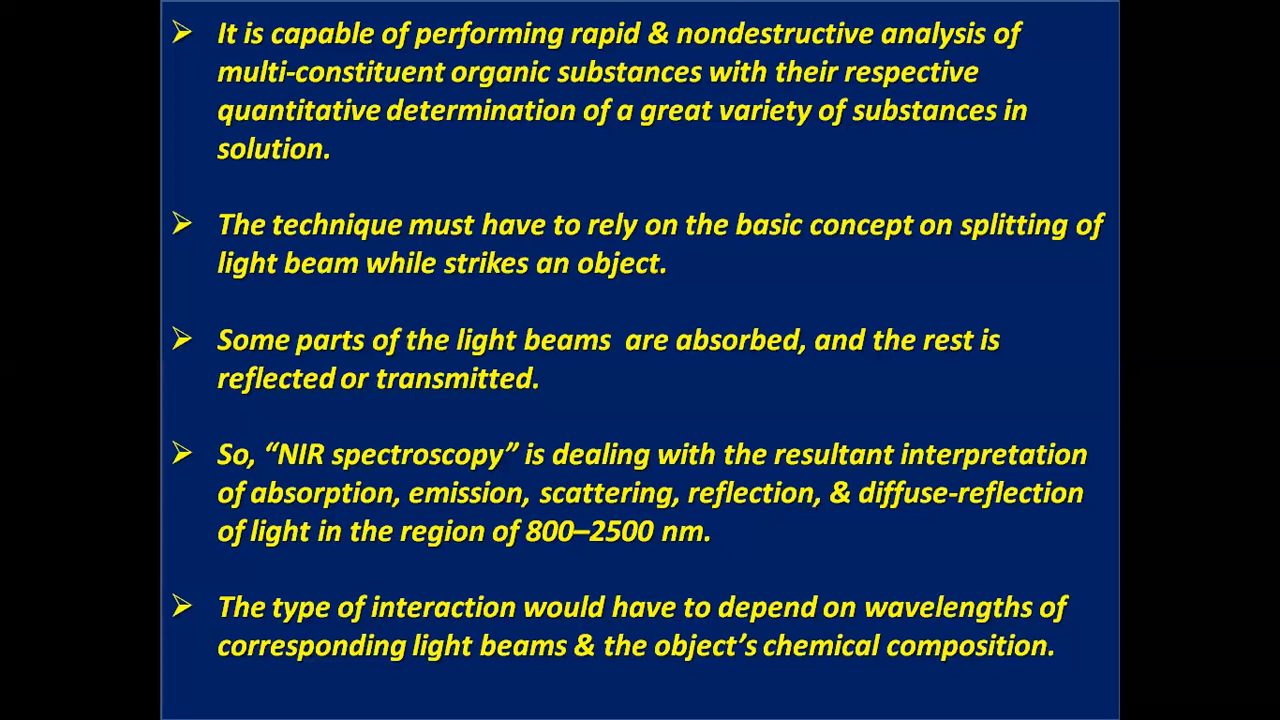 It is capable of performing rapid & nondestructive analysis of
multi-constituent organic substances with their respective
quantitative determination of a great variety of substances in
solution.
The technique must have to rely on the basic concept on splitting of
light beam while strikes an object.
Some parts of the light beams are absorbed, and the rest is
reflected or transmitted.
So, “NIR spectroscopy” is dealing with the resultant interpretation
of absorption, emission, scattering, reflection, & diffuse-reflection
of light in the region of 800–2500 nm.
The type of interaction would have to depend on wavelengths of
corresponding light beams & the object’s chemical composition.